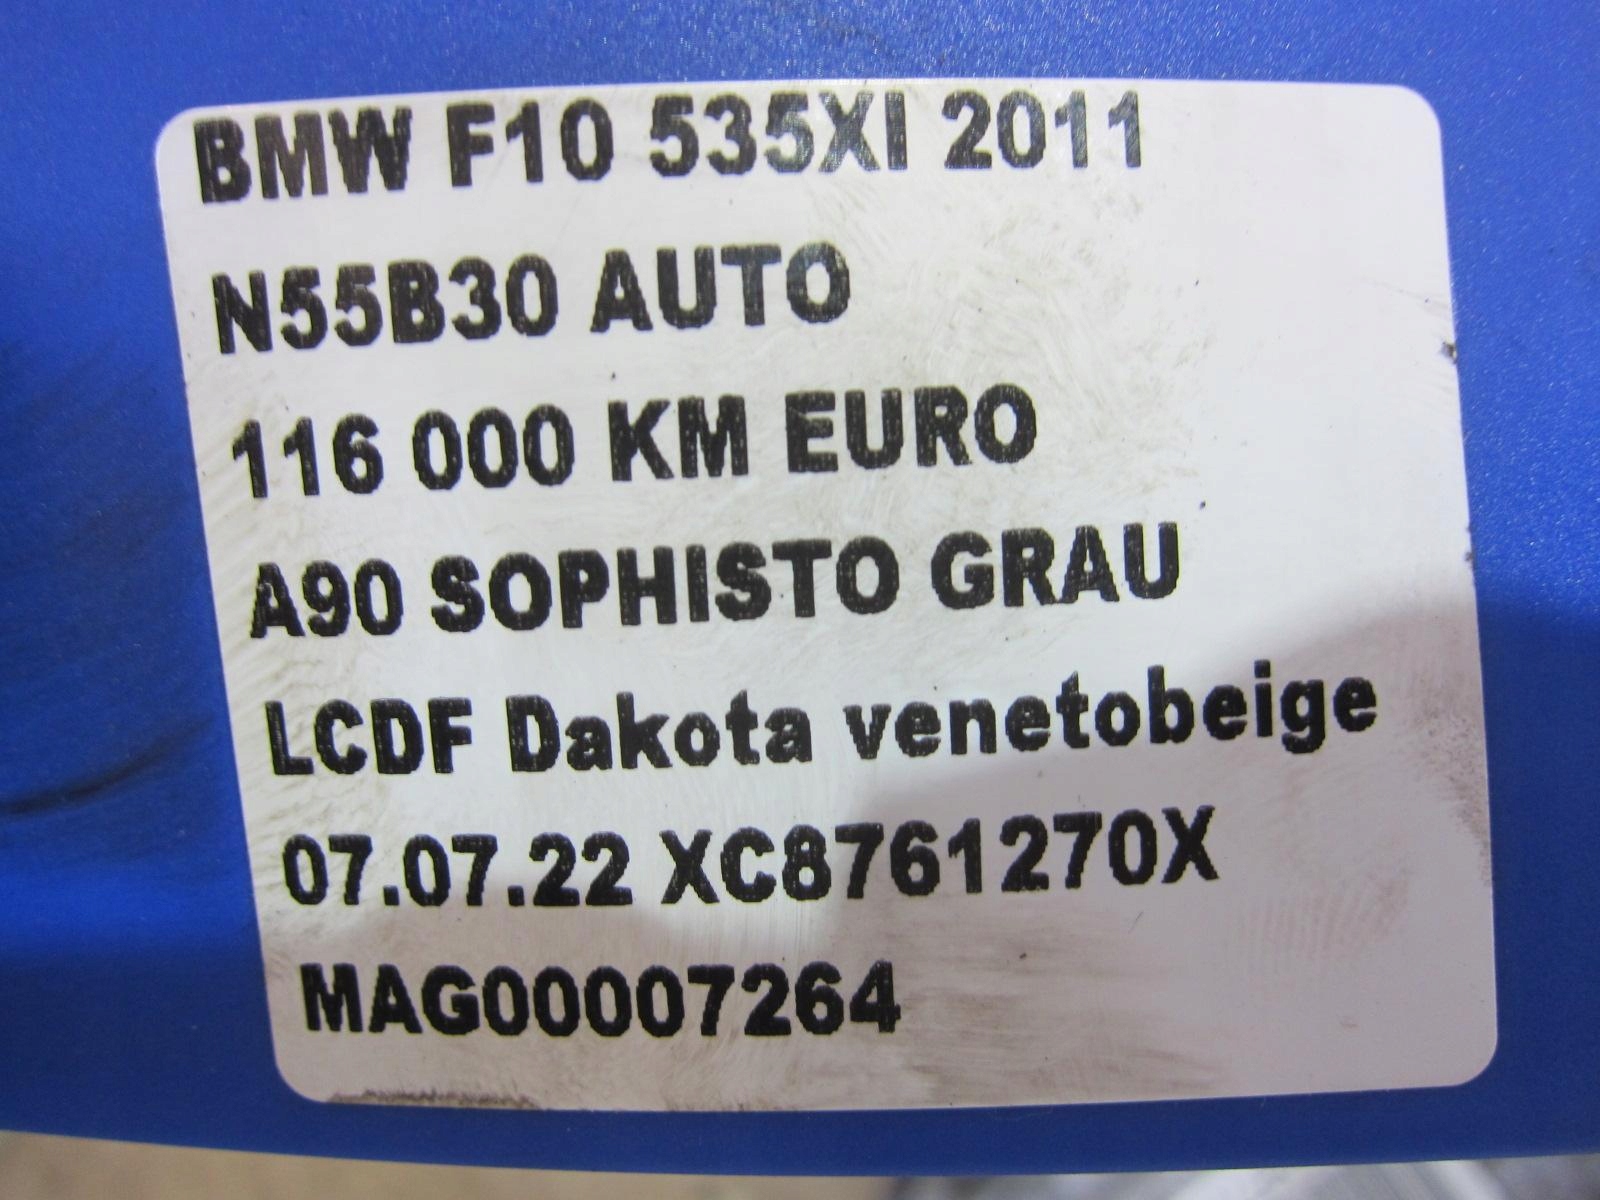 BMW F10 535XI 2011
N55B30 AUTO
116 000 KM EURO
A90 SOPHISTO GRAU
LCDF Dakota venetobeige
07.07.22 XC8761270X
MAG00007264